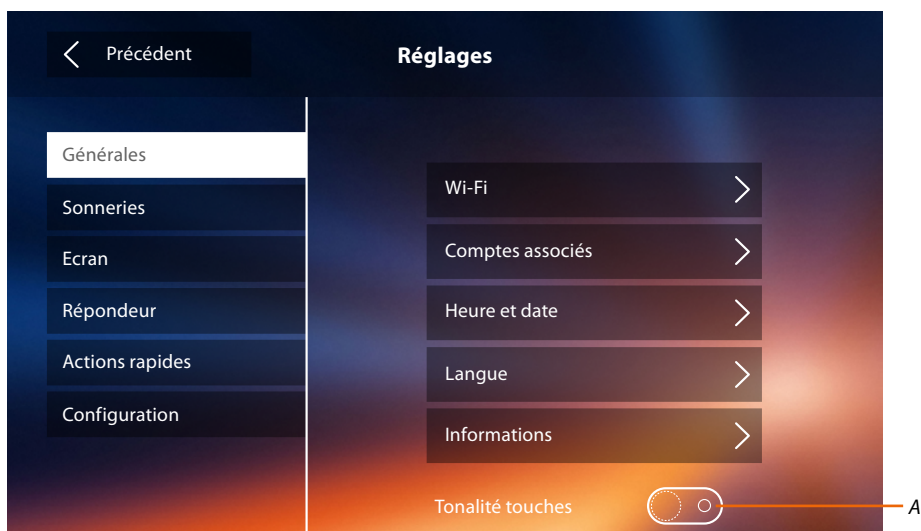 Précédent
Réglages
Générales
Sonneries
Ecran
Répondeur
Actions rapides
Configuration
Wi-Fi
Comptes associés
Heure et date
Langue
Informations
Tonalité touches
A